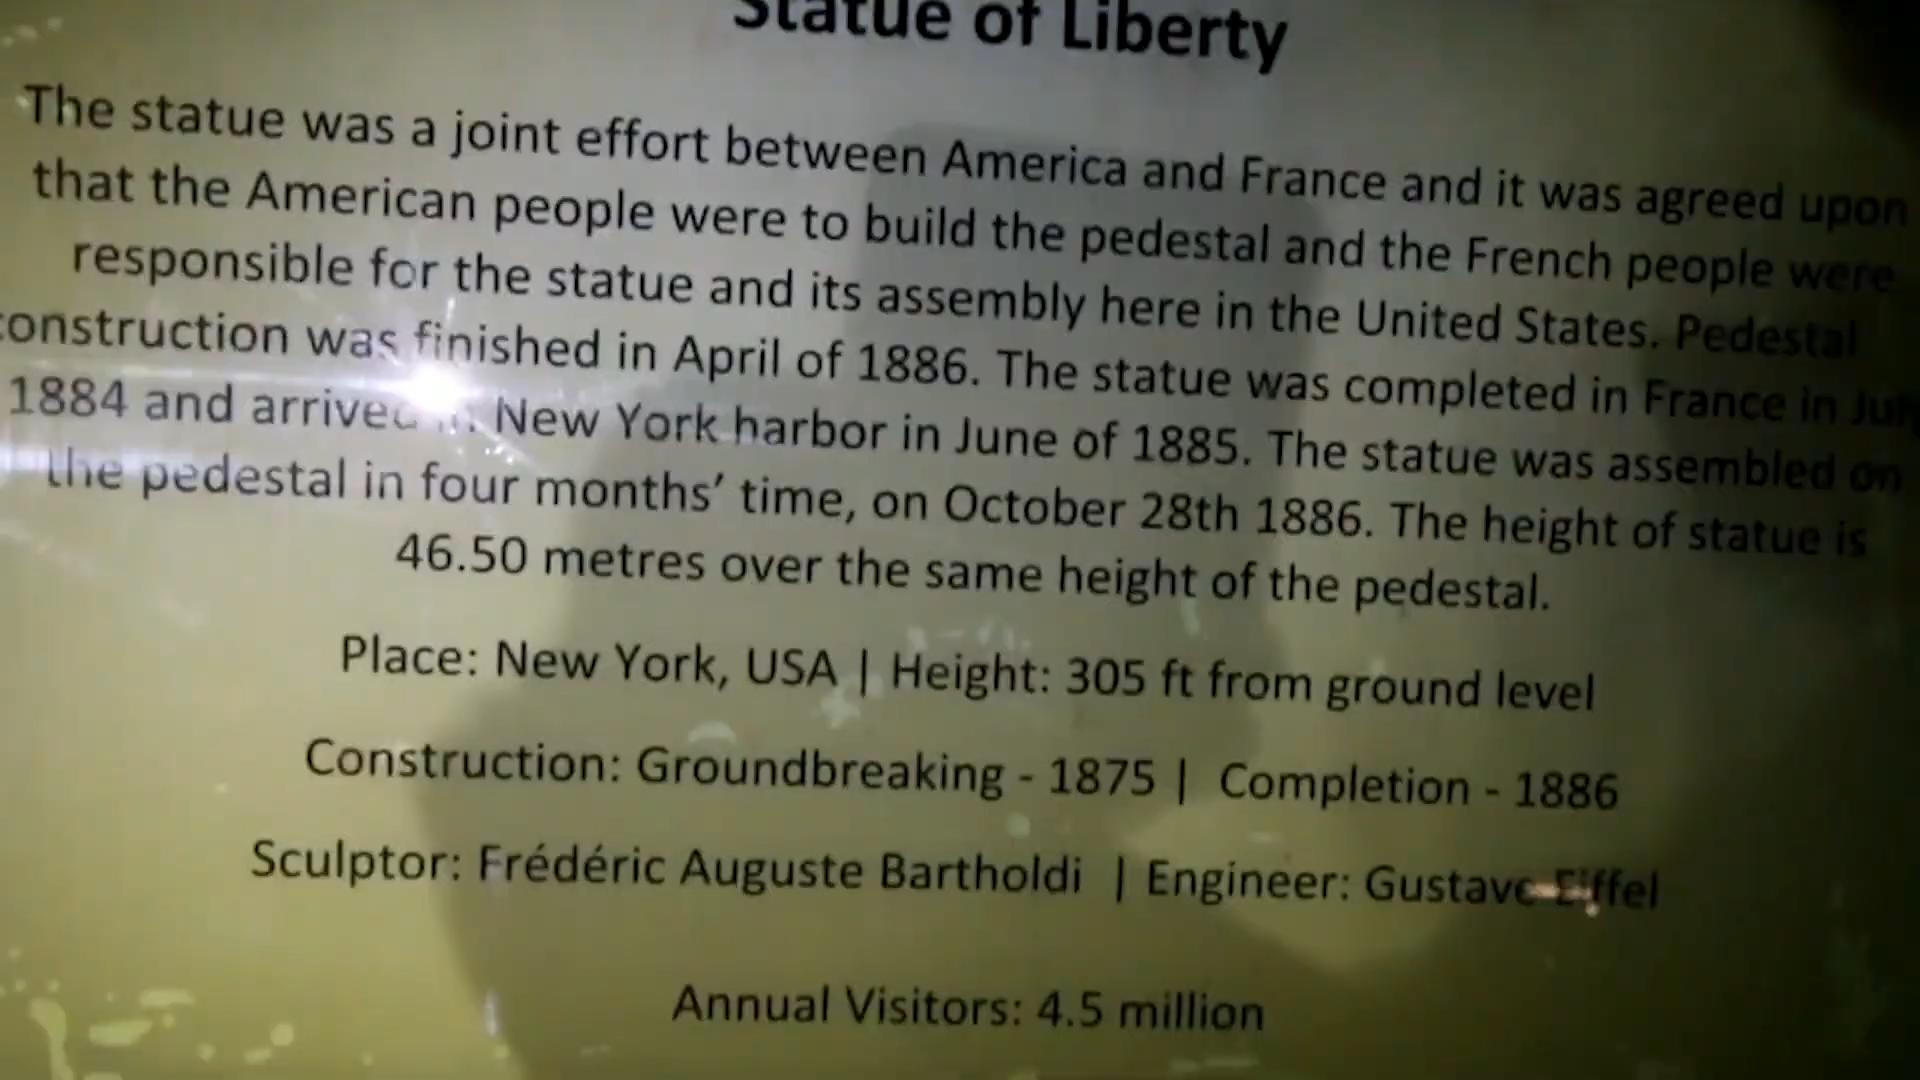 Statue of Liberty
The statue was a joint effort between America and France and it was agreed upon
that the American people were to build the pedestal and the French people were
responsible for the statue and its assembly here in the United States. Pedestal
construction was finished in April of 1886. The statue was completed in France in July
1884 and arrived in New York harbor in June of 1885. The statue was assembled on
the pedestal in four months’ time, on October 28th 1886. The height of statue is
46.50 metres over the same height of the pedestal.
Place: New York, USA | Height: 305 ft from ground level
Construction: Groundbreaking - 1875 | Completion - 1886
Sculptor: Frédéric Auguste Bartholdi | Engineer: Gustave Eiffel
Annual Visitors: 4.5 million